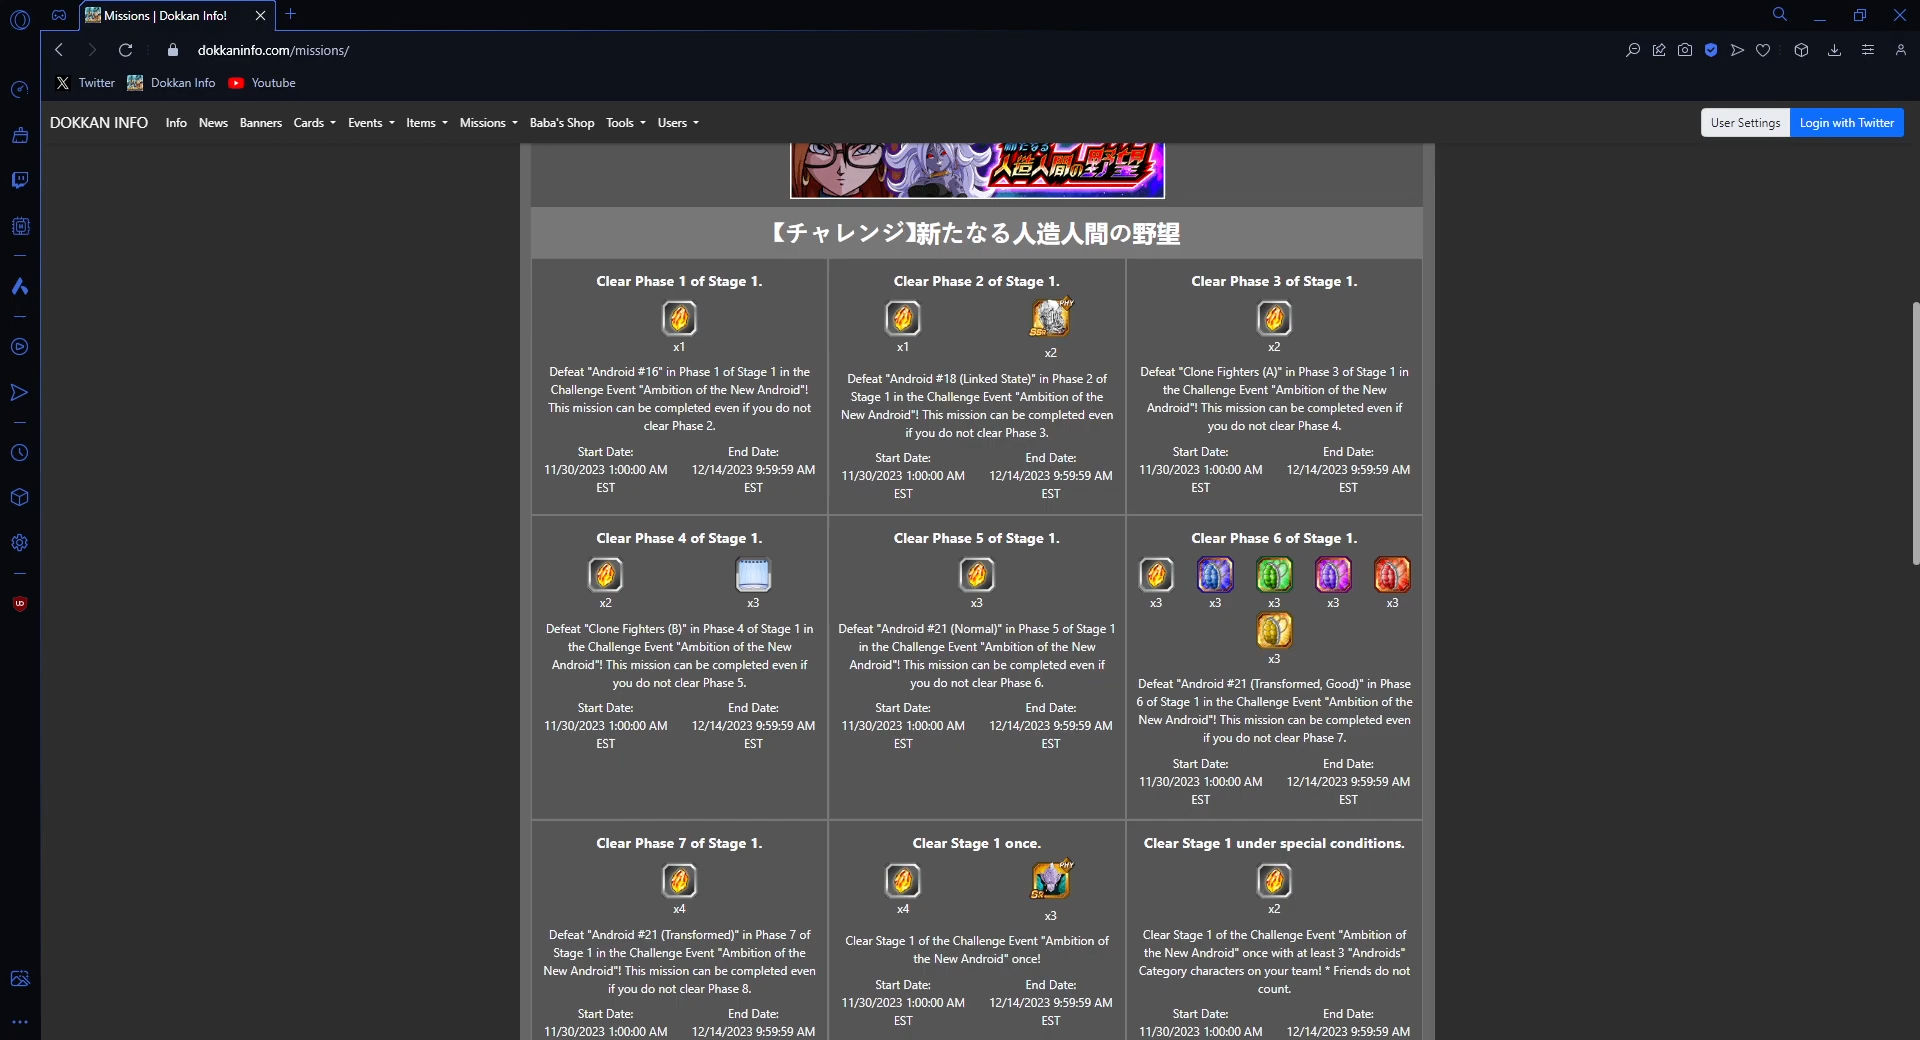 Missions | Dokkan Info!
dokkaninfo.com/missions/
Twitter Dokkan Info Youtube
DOKKAN INFO Info News Banners Cards Events Items Missions Baba's Shop Tools Users User Settings Login with Twitter
新たなる
人造人間の野望
【チャレンジ】新たなる人造人間の野望
Clear Phase 1 of Stage 1.
x1
Defeat "Android #16" in Phase 1 of Stage 1 in the
Challenge Event "Ambition of the New Android"!
This mission can be completed even if you do not
clear Phase 2.
Start Date: End Date:
11/30/2023 1:00:00 AM 12/14/2023 9:59:59 AM
EST EST
Clear Phase 2 of Stage 1.
PHY
SSR
x1 x2
Defeat "Android #18 (Linked State)" in Phase 2 of
Stage 1 in the Challenge Event "Ambition of the
New Android"! This mission can be completed even
if you do not clear Phase 3.
Start Date: End Date:
11/30/2023 1:00:00 AM 12/14/2023 9:59:59 AM
EST EST
Clear Phase 3 of Stage 1.
x2
Defeat "Clone Fighters (A)" in Phase 3 of Stage 1 in
the Challenge Event "Ambition of the New
Android"! This mission can be completed even if
you do not clear Phase 4.
Start Date: End Date:
11/30/2023 1:00:00 AM 12/14/2023 9:59:59 AM
EST EST
Clear Phase 4 of Stage 1.
x2 x3
Defeat "Clone Fighters (B)" in Phase 4 of Stage 1 in
the Challenge Event "Ambition of the New
Android"! This mission can be completed even if
you do not clear Phase 5.
Start Date: End Date:
11/30/2023 1:00:00 AM 12/14/2023 9:59:59 AM
EST EST
Clear Phase 5 of Stage 1.
x3
Defeat "Android #21 (Normal)" in Phase 5 of Stage 1
in the Challenge Event "Ambition of the New
Android"! This mission can be completed even if
you do not clear Phase 6.
Start Date: End Date:
11/30/2023 1:00:00 AM 12/14/2023 9:59:59 AM
EST EST
Clear Phase 6 of Stage 1.
x3 x3 x3 x3 x3
x3
Defeat "Android #21 (Transformed, Good)" in Phase
6 of Stage 1 in the Challenge Event "Ambition of the
New Android"! This mission can be completed even
if you do not clear Phase 7.
Start Date: End Date:
11/30/2023 1:00:00 AM 12/14/2023 9:59:59 AM
EST EST
Clear Phase 7 of Stage 1.
x4
Defeat "Android #21 (Transformed)" in Phase 7 of
Stage 1 in the Challenge Event "Ambition of the
New Android"! This mission can be completed even
if you do not clear Phase 8.
Start Date: End Date:
11/30/2023 1:00:00 AM 12/14/2023 9:59:59 AM
Clear Stage 1 once.
PHY
SR
x4 x3
Clear Stage 1 of the Challenge Event "Ambition of
the New Android" once!
Start Date: End Date:
11/30/2023 1:00:00 AM 12/14/2023 9:59:59 AM
EST EST
Clear Stage 1 under special conditions.
x2
Clear Stage 1 of the Challenge Event "Ambition of
the New Android" once with at least 3 "Androids"
Category characters on your team! * Friends do not
count.
Start Date: End Date:
11/30/2023 1:00:00 AM 12/14/2023 9:59:59 AM